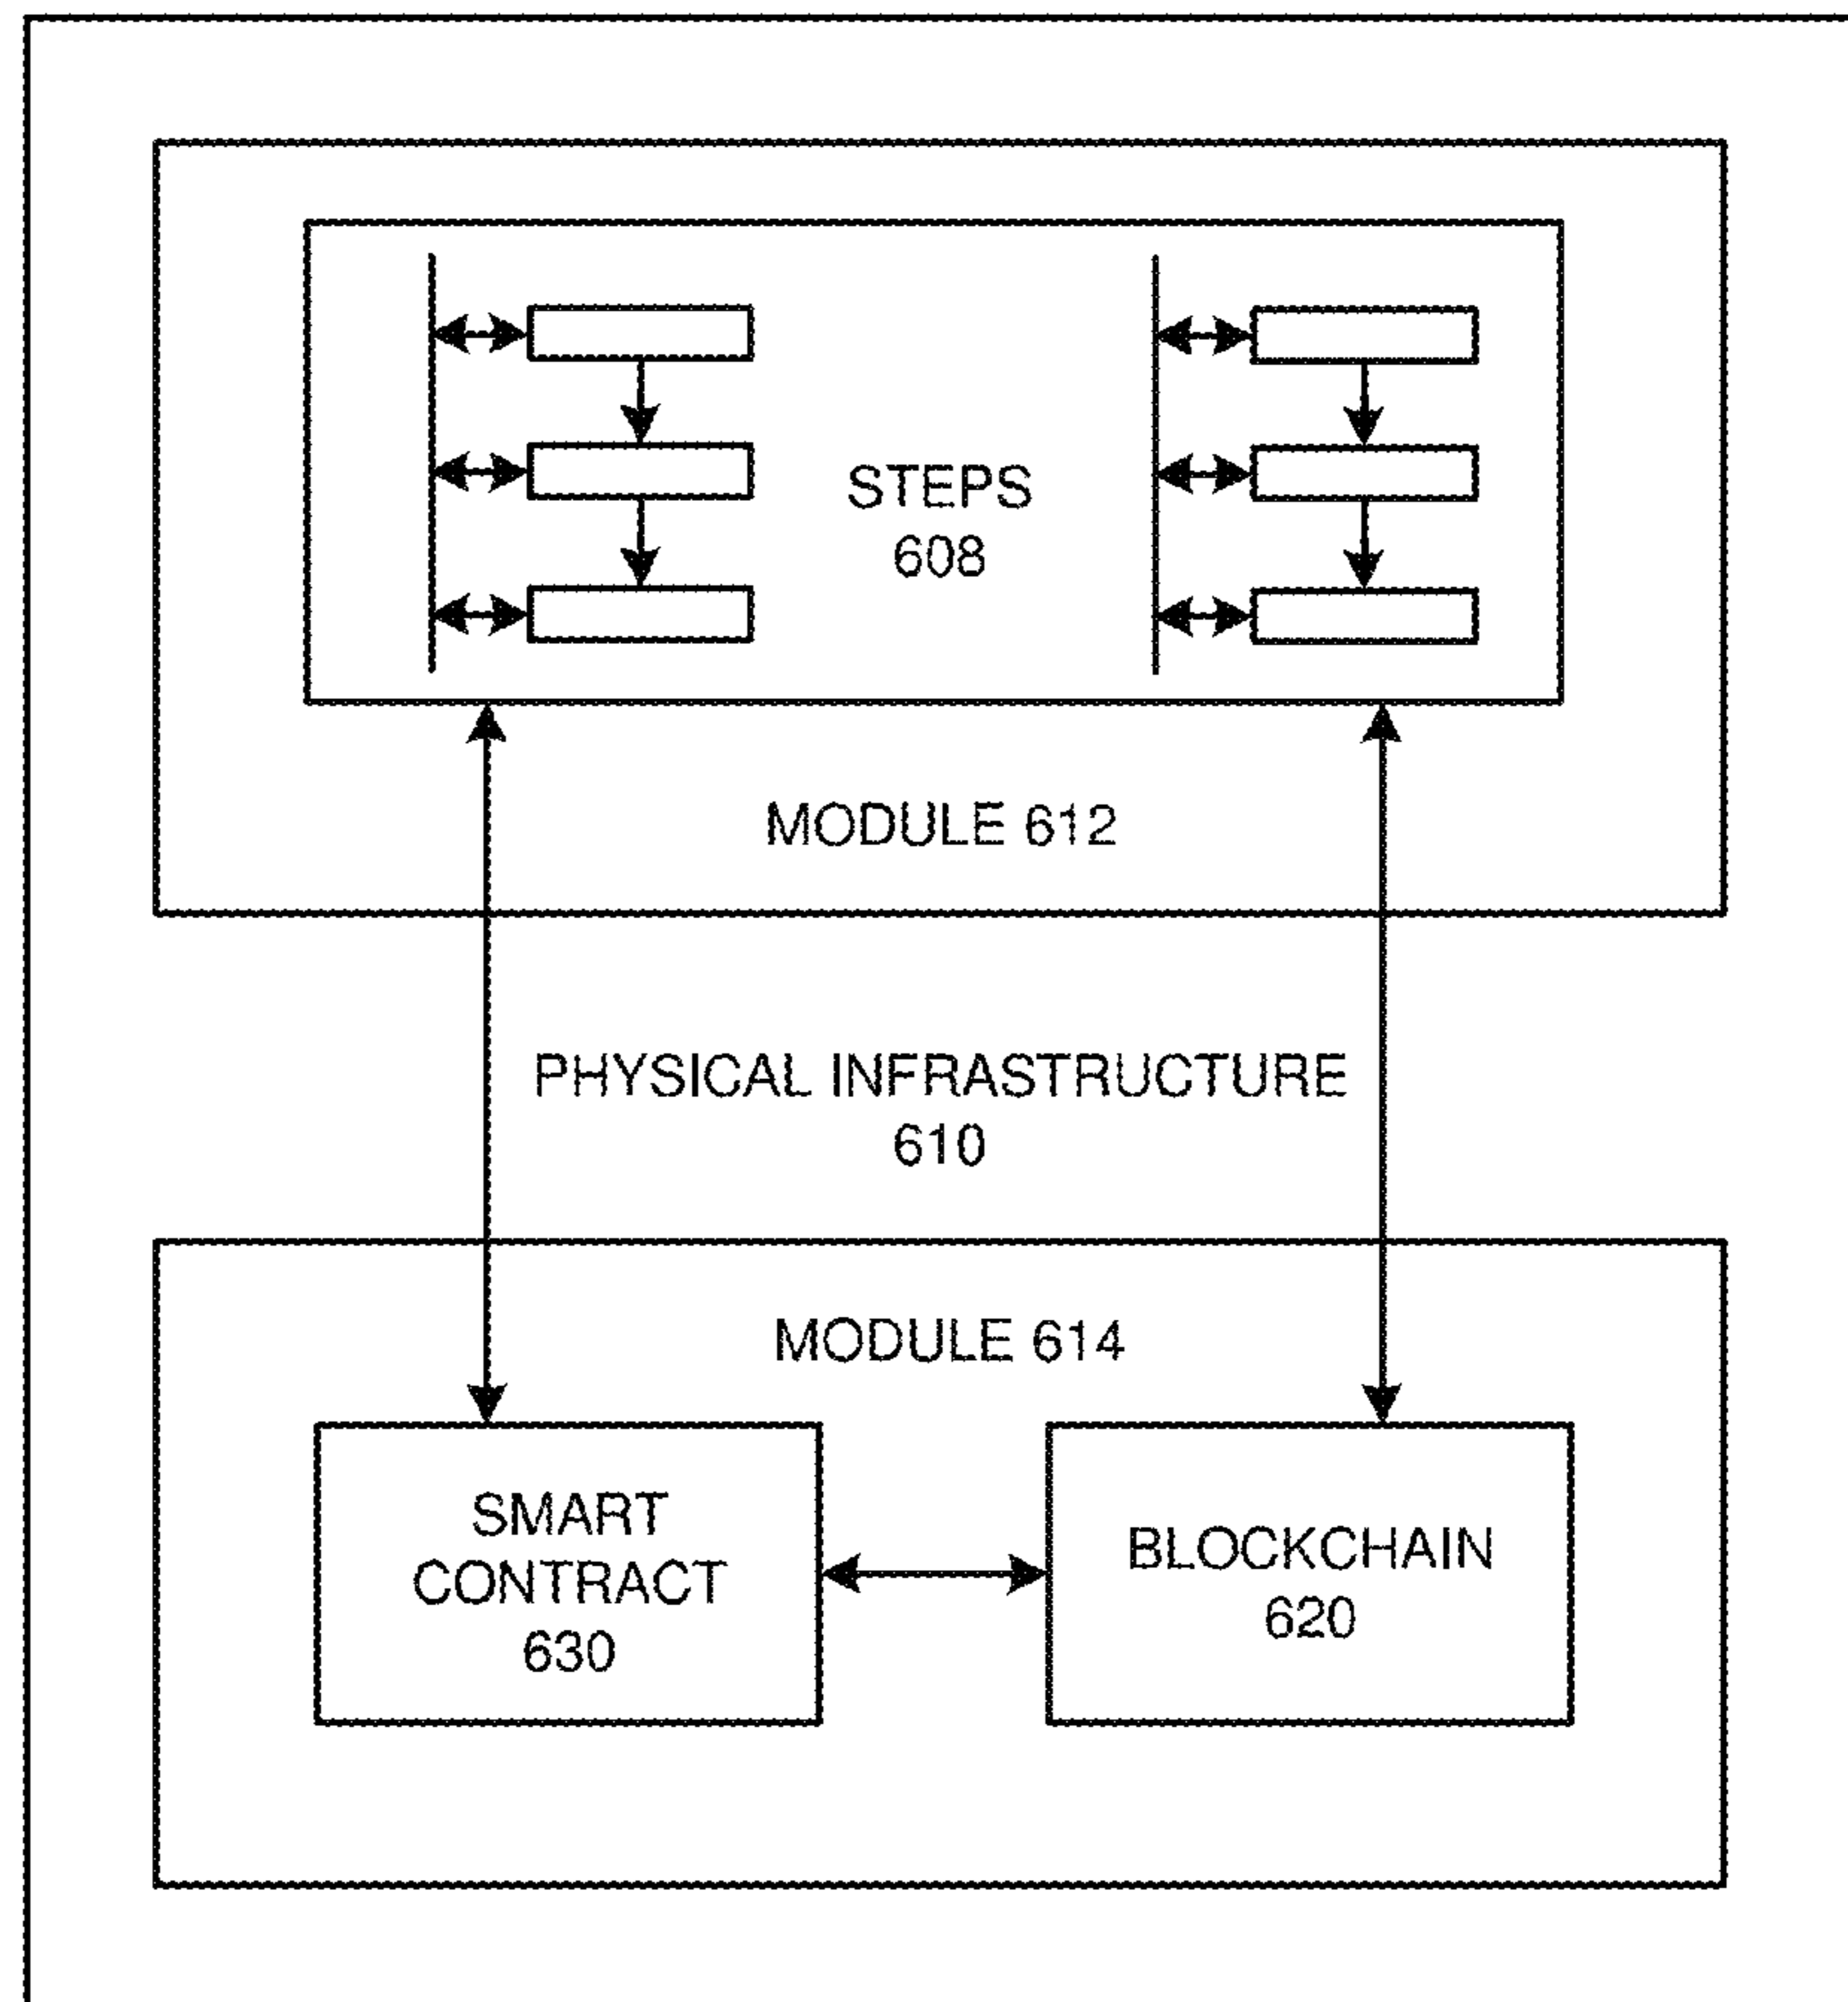 STEPS
608
MODULE 612
PHYSICAL INFRASTRUCTURE
610
MODULE 614
SMART
CONTRACT
630
BLOCKCHAIN
620